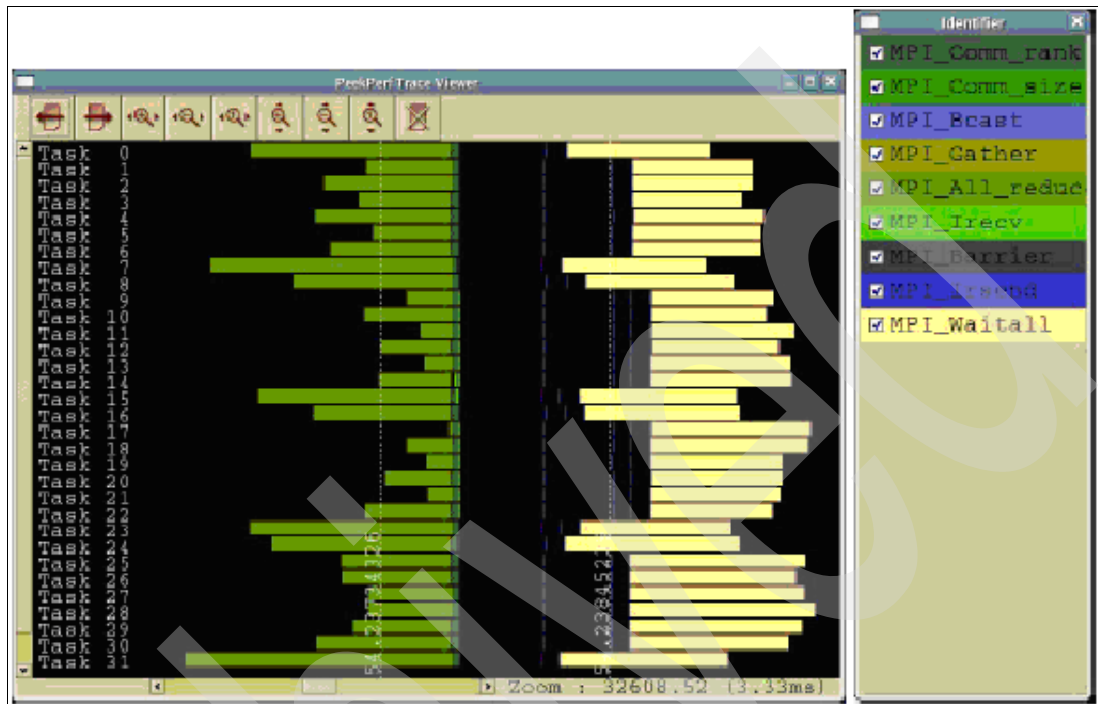 PeekPerf Trace Viewer
Task 0
Task 1
Task 2
Task 3
Task 4
Task 5
Task 6
Task 7
Task 8
Task 9
Task 10
Task 11
Task 12
Task 13
Task 14
Task 15
Task 16
Task 17
Task 18
Task 19
Task 20
Task 21
Task 22
Task 23
Task 24
Task 25
Task 26
Task 27
Task 28
Task 29
Task 30
Task 31
Zoom : 32608.52 (3.33ms)
Identifier
MPI_Comm_rank
MPI_Comm_size
MPI_Bcast
MPI_Gather
MPI_All_reduc
MPI_Irecv
MPI_Barrier
MPI_Waitall